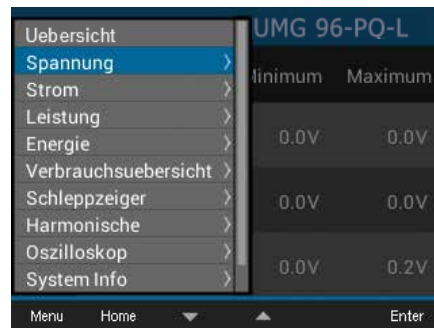 UMG 96-PQ-L
Uebersicht
Spannung
Strom
Leistung
Energie
Verbrauchsuebersicht
Schleppzeiger
Harmonische
Oszilloskop
System Info
Maximum
0.0V 0.0V
0.0V 0.0V
0.0V 0.2V
Menu Home Enter